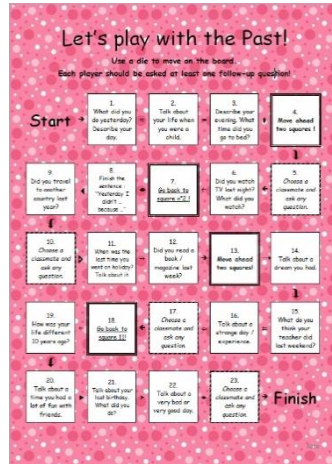 Let's play with the Past!
Use a die to move on the board.
Each player should be asked at least one follow-up question!
Start
1.
What did you
do yesterday?
Describe your
day.
2.
Talk about
your life when
you were a
child.
3.
Describe your
evening. What
time did you
go to bed?
4.
Move ahead
two squares !
9.
Did you travel
to another
country last
year?
8.
Finish the
sentence :
"Yesterday I
didn't ..
because …"
7.
Go back to
square n°2 !
6.
Did you watch
TV last night?
What did you
watch?
5.
Choose a
classmate and
ask any
question.
10.
Choose a
classmate and
ask any
question.
11.
When was the
last time you
went on holiday?
Talk about it.
12.
Did you read a
book /
magazine last
week?
13.
Move ahead
two squares!
14.
Talk about a
dream you had.
19.
How was your
life different
10 years ago?
18.
Go back to
square 11!
17.
Choose a
classmate and
ask any
question
16.
Talk about a
strange day /
experience.
15.
What do you
think your
teacher did
last weekend?
20.
Talk about a
time you had a
lot of fun with
friends.
21.
Talk about your
last birthday.
What did you
do?
22.
Talk about a
very bad or
very good day.
23.
Choose a
classmate and
ask any
question
Finish